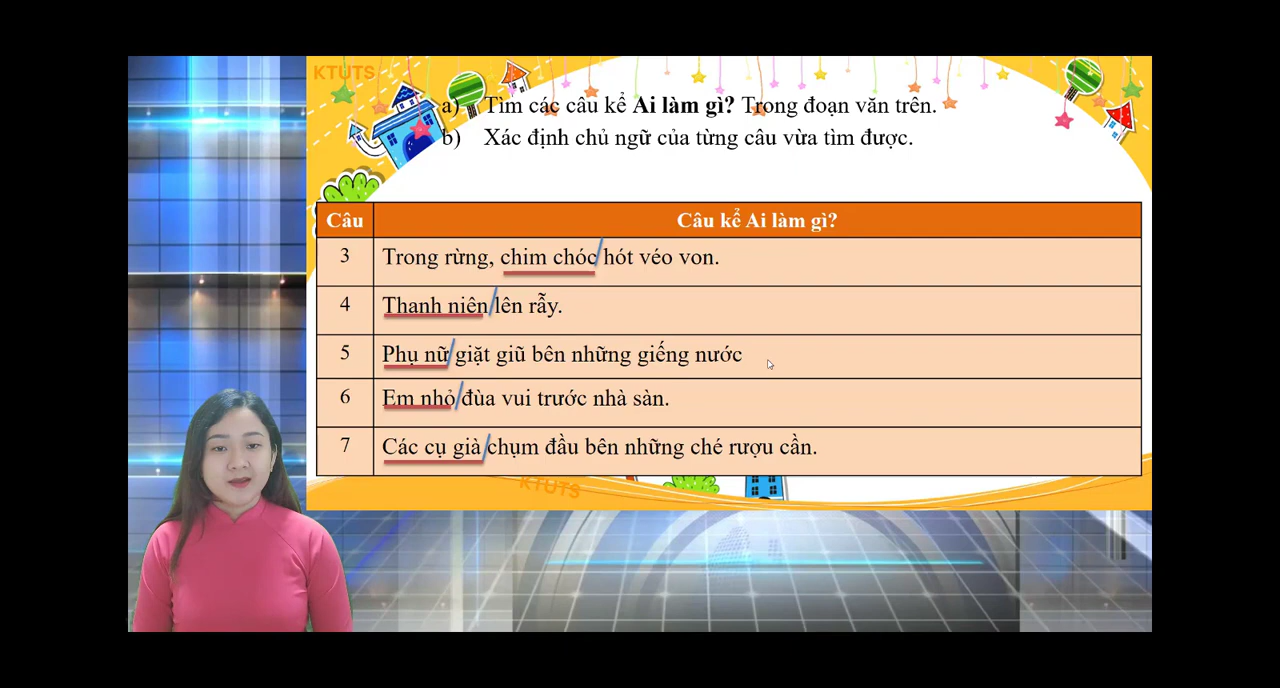 KTUTS
a) Tìm các câu kể Ai làm gì? Trong đoạn văn trên.
b) Xác định chủ ngữ của từng câu vừa tìm được.
Câu Câu kể Ai làm gì?
3 Trong rừng, chim chóc/hót véo von.
4 Thanh niên/lên rẫy.
5 Phụ nữ/giặt giũ bên những giếng nước
6 Em nhỏ/đùa vui trước nhà sàn.
7 Các cụ già/chụm đầu bên những ché rượu cần.
KTUTS